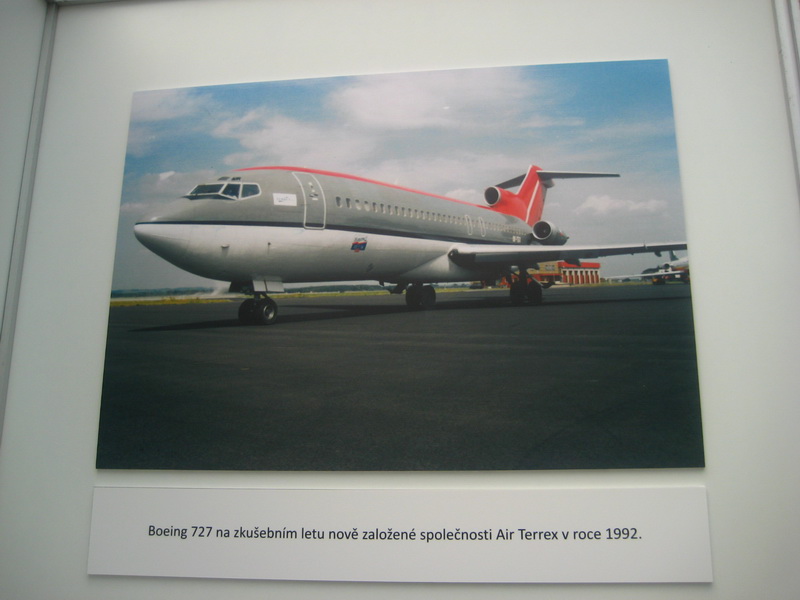 Boeing 727 na zkušebním letu nově založené společnosti Air Terrex v roce 1992.